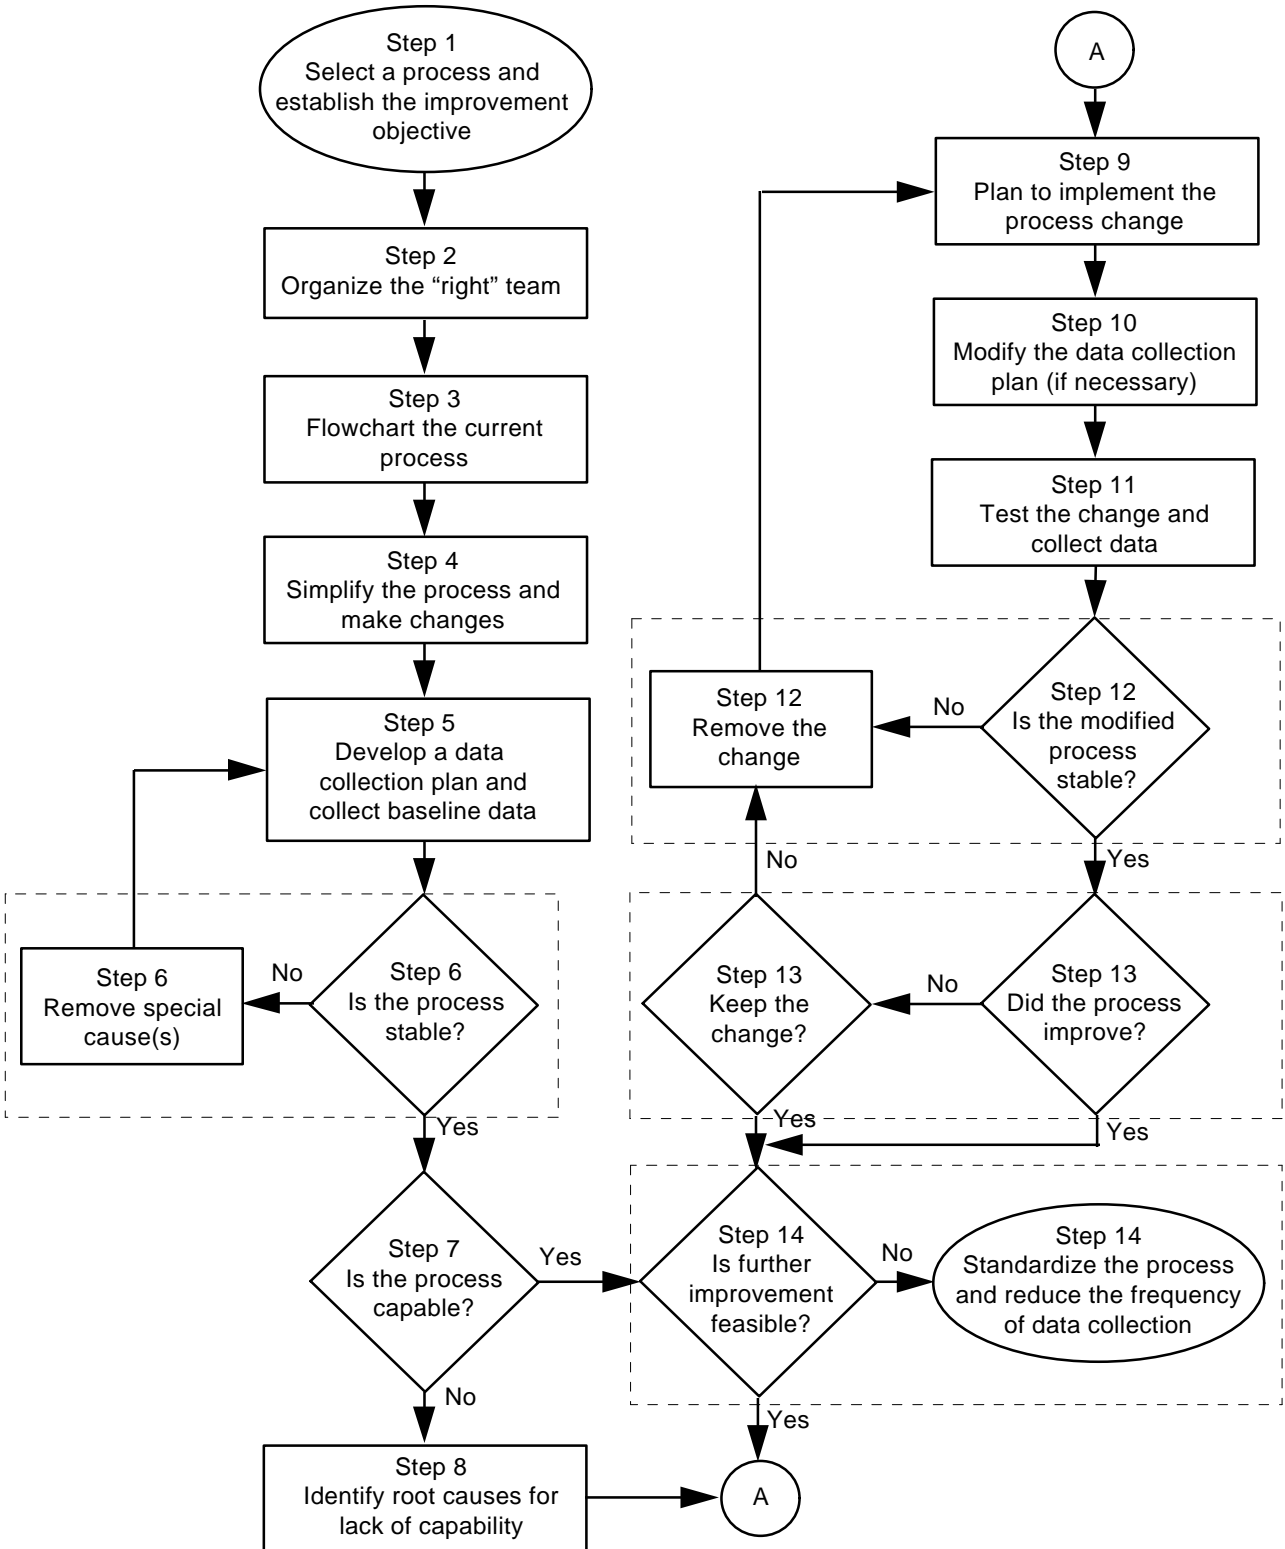 Step 1
Select a process and
establish the improvement
objective
Step 2
Organize the “right” team
Step 3
Flowchart the current
process
Step 4
Simplify the process and
make changes
Step 5
Develop a data
collection plan and
collect baseline data
Step 6
Remove special
cause(s)
No
Step 6
Is the process
stable?
Yes
Step 7
Is the process
capable?
Yes
No
Step 8
Identify root causes for
lack of capability
A
Step 9
Plan to implement the
process change
Step 10
Modify the data collection
plan (if necessary)
Step 11
Test the change and
collect data
Step 12
Remove the
change
No
Step 12
Is the modified
process
stable?
No
Yes
Step 13
Keep the
change?
No
Step 13
Did the process
improve?
Yes
Yes
Step 14
Is further
improvement
feasible?
No
Step 14
Standardize the process
and reduce the frequency
of data collection
Yes
A